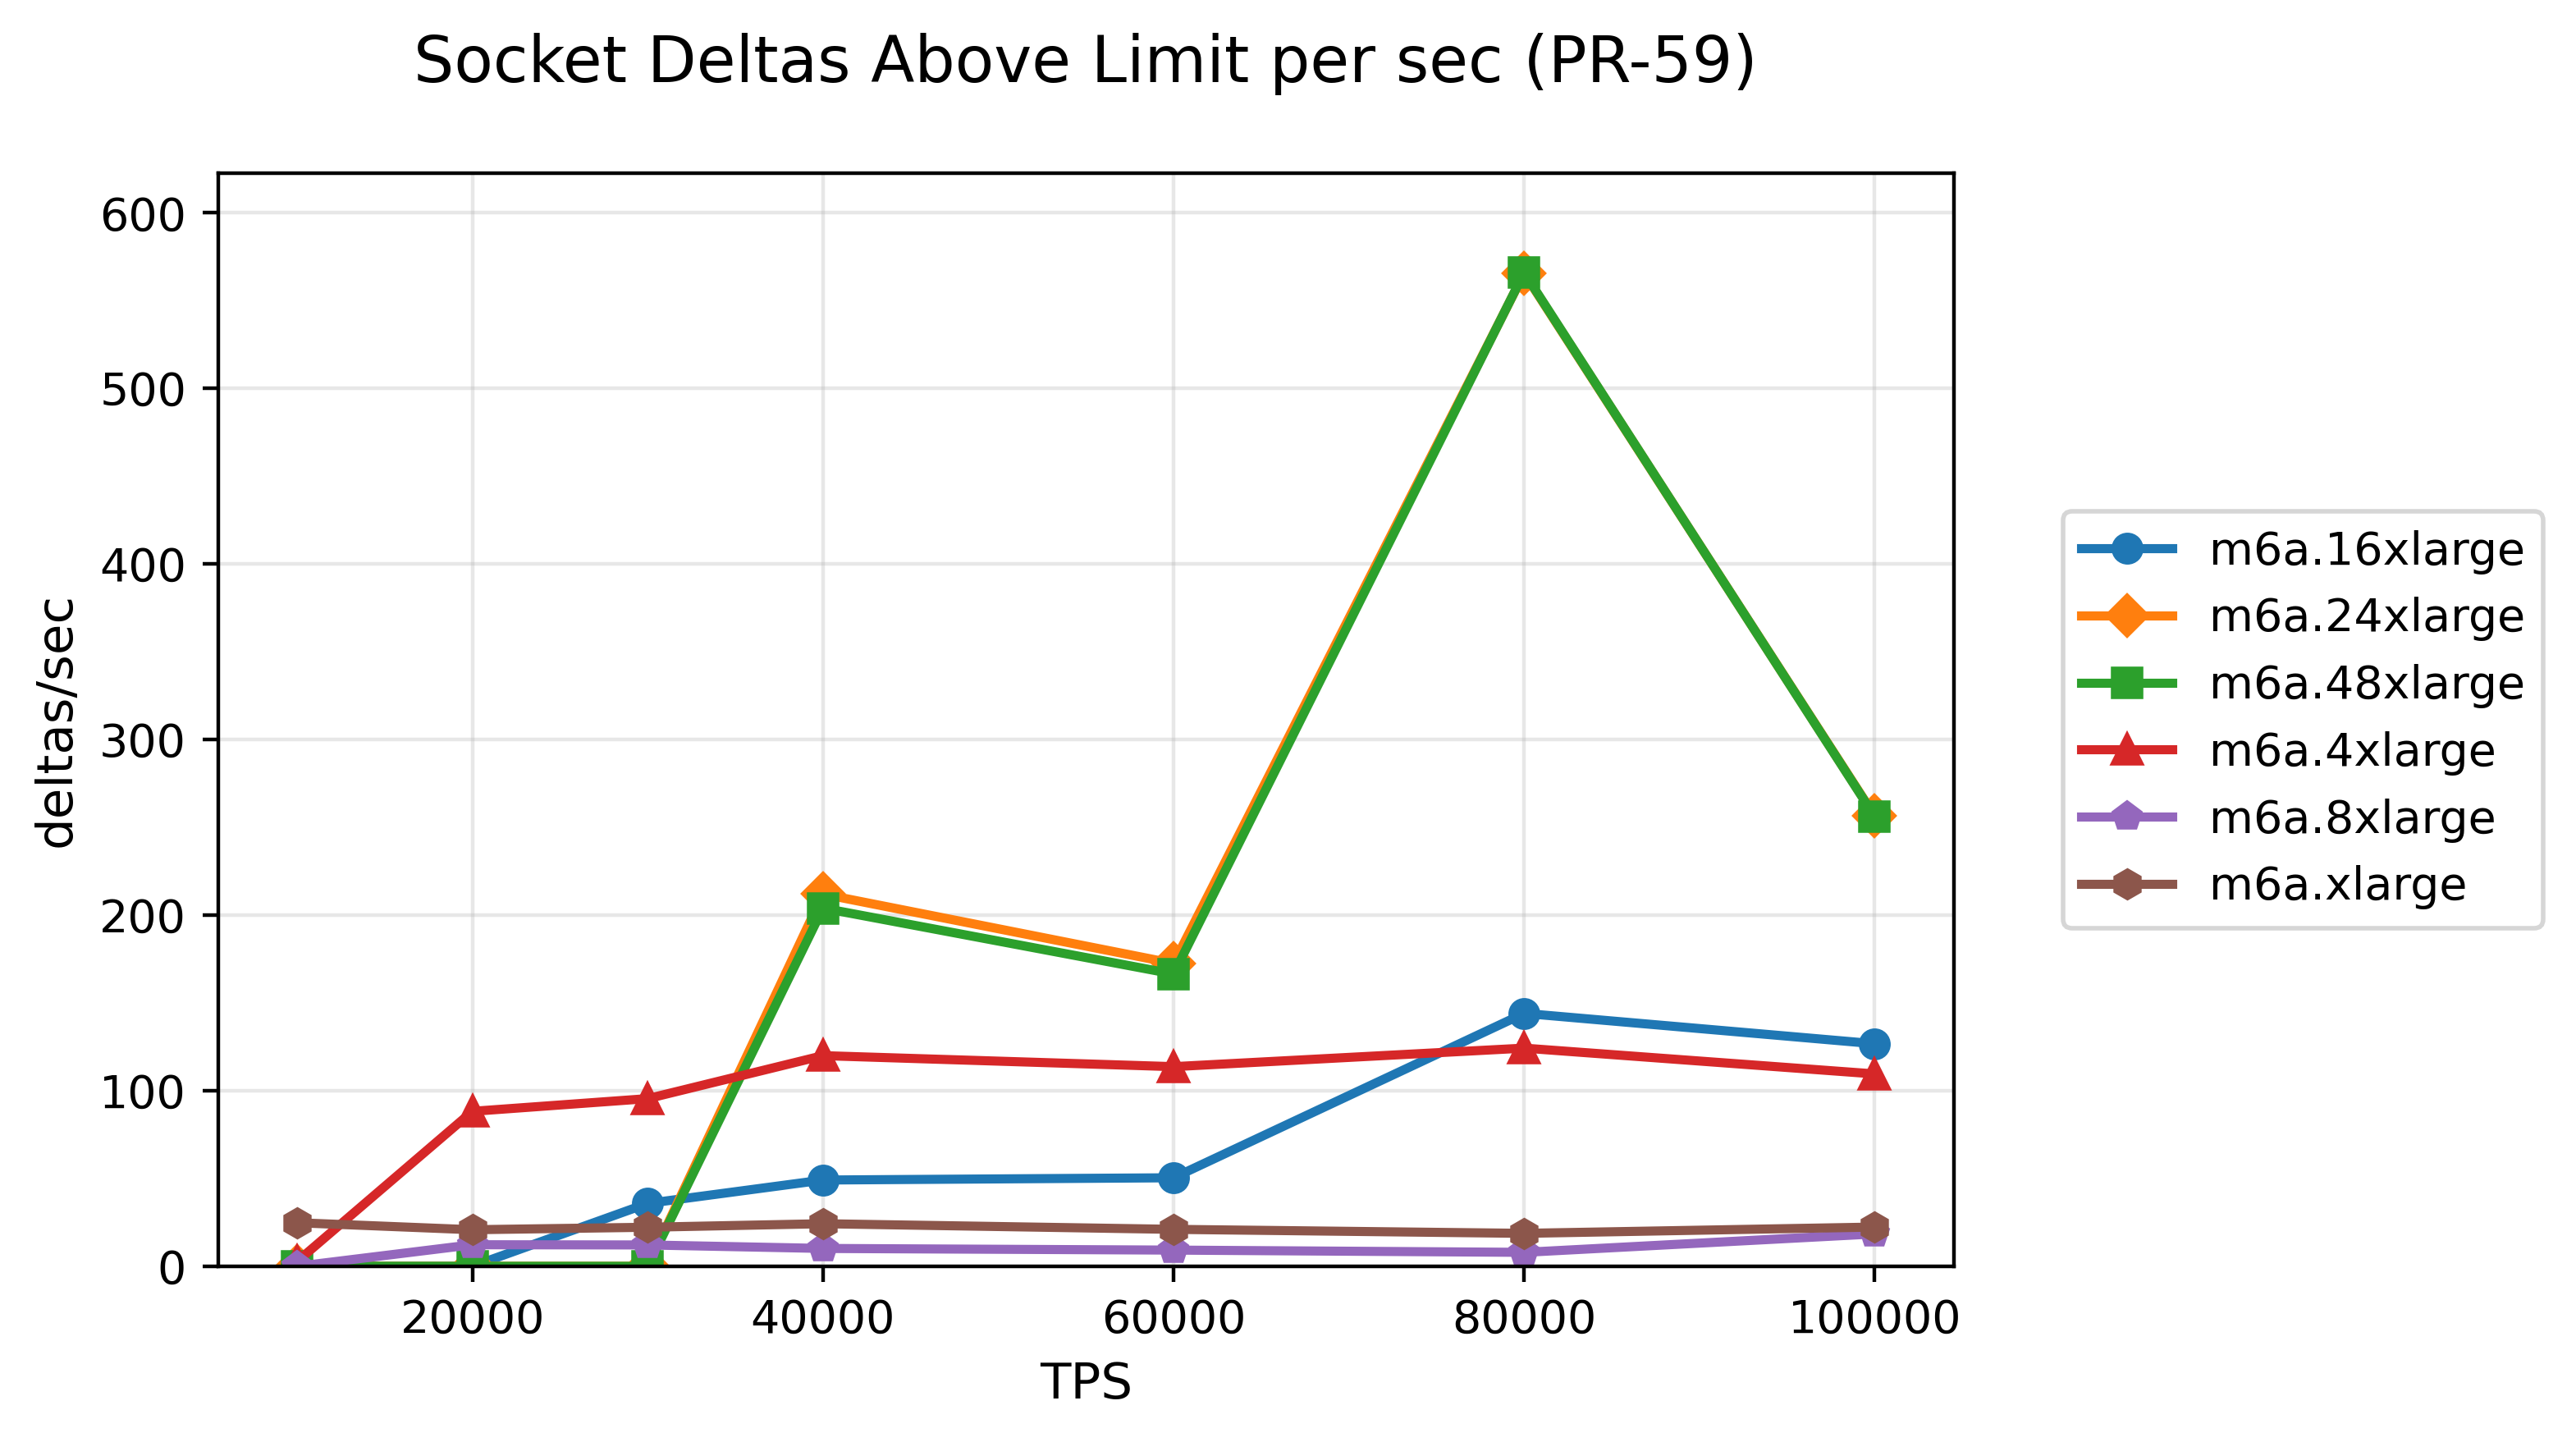 Socket Deltas Above Limit per sec (PR-59)
deltas/sec
600
500
400
300
200
100
0
20000 40000 60000 80000 100000
TPS
m6a.16xlarge
m6a.24xlarge
m6a.48xlarge
m6a.4xlarge
m6a.8xlarge
m6a.xlarge